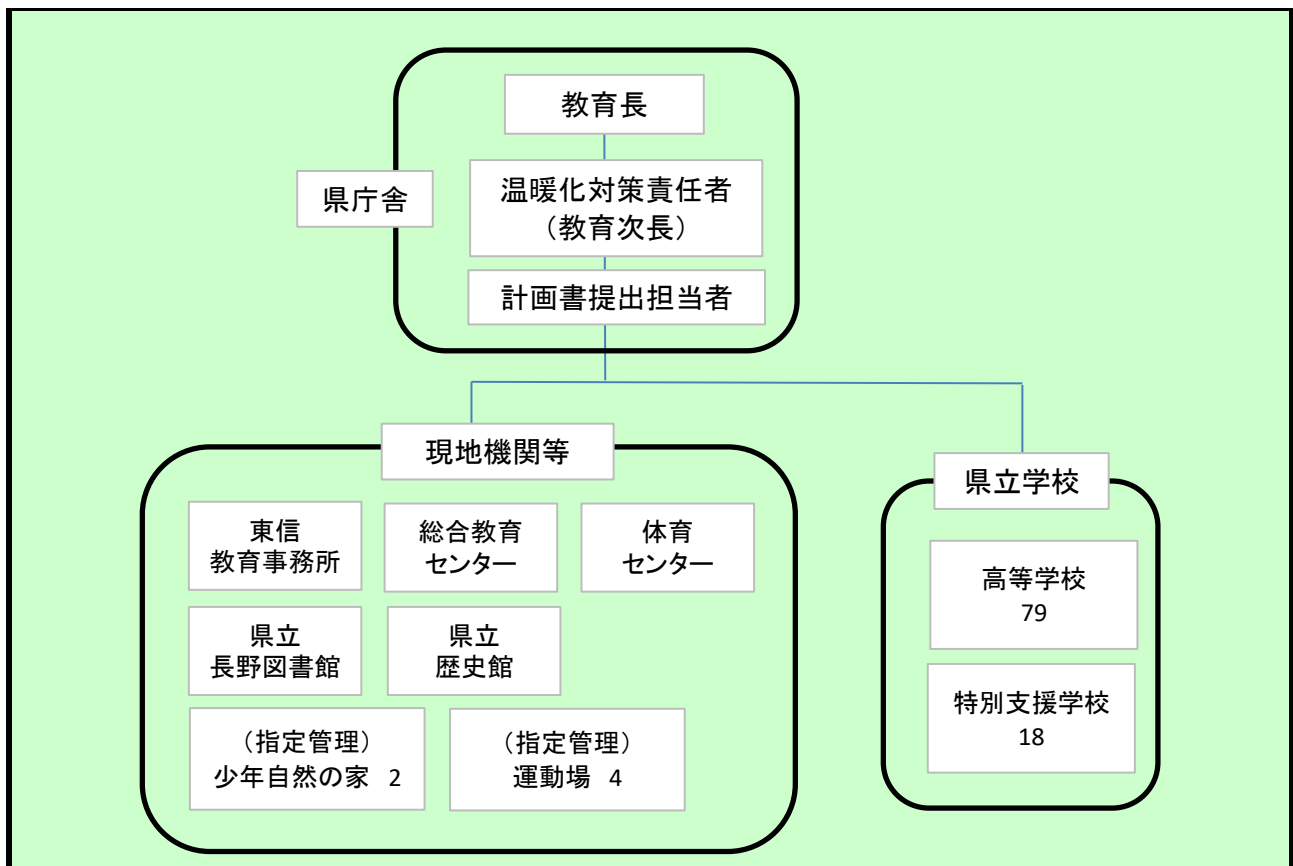 教育長
県庁舎
温暖化対策責任者
（教育次長）
計画書提出担当者
現地機関等
東信
教育事務所
総合教育
センター
体育
センター
県立
長野図書館
県立
歴史館
（指定管理）
少年自然の家 2
（指定管理）
運動場 4
県立学校
高等学校
79
特別支援学校
18